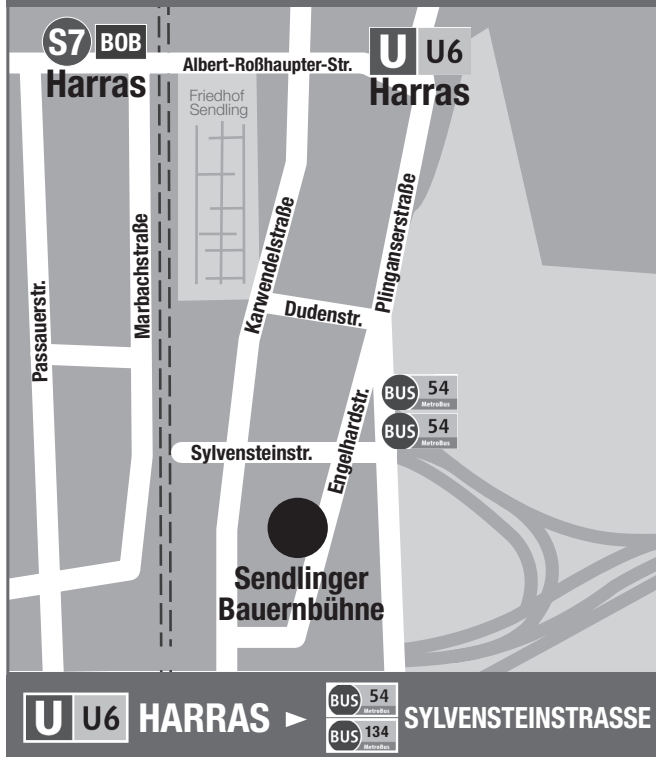 S7 BOB
Harras
Albert-Roßhaupter-Str.
U U6
Harras
Friedhof
Sendling
Passauerstr.
Marbachstraße
Karwendelstraße
Plinganserstraße
Dudenstr.
BUS 54
MetroBus
BUS 54
MetroBus
Engelhardstr.
Sylvensteinstr.
Sendlinger
Bauernbühne
U U6 HARRAS ►
BUS 54
MetroBus
BUS 134
MetroBus
SYLVENSTEINSTRASSE